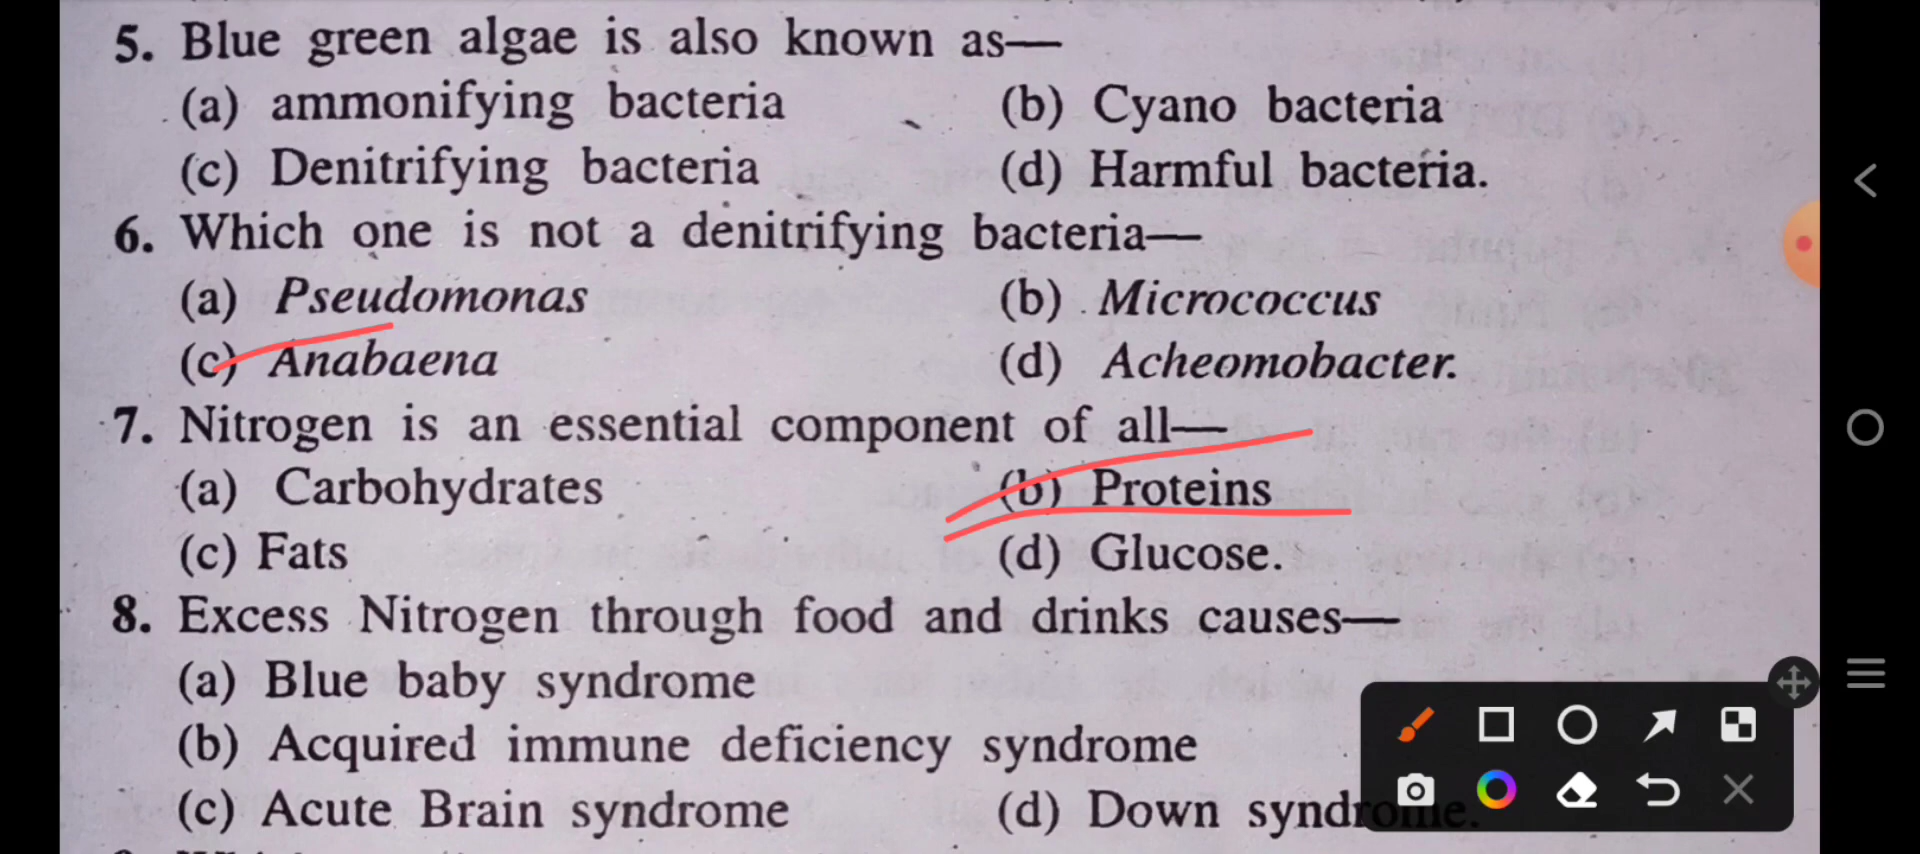 5. Blue green algae is also known as—
(a) ammonifying bacteria (b) Cyano bacteria
(c) Denitrifying bacteria (d) Harmful bacteria.
6. Which one is not a denitrifying bacteria—
(a) Pseudomonas (b) Micrococcus
(c) Anabaena (d) Acheomobacter.
7. Nitrogen is an essential component of all—
(a) Carbohydrates (b) Proteins
(c) Fats (d) Glucose.
8. Excess Nitrogen through food and drinks causes—
(a) Blue baby syndrome
(b) Acquired immune deficiency syndrome
(c) Acute Brain syndrome (d) Down syndrome.